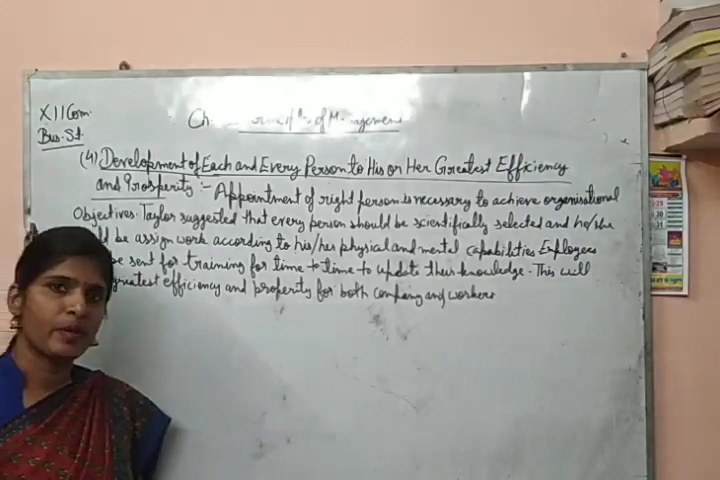 XII Com.
Bus. St.
of Management
(4) Development of Each and Every Person to His or Her Greatest Efficiency
and Prosperity :- Appointment of right person is necessary to achieve organisational
Objectives. Taylor suggested that every person should be scientifically selected and he/she
be assign work according to his/her physical and mental capabilities Employees
be sent for training for time to time to update their knowledge. This will
greatest efficiency and properity for both company and workers
29
30
31